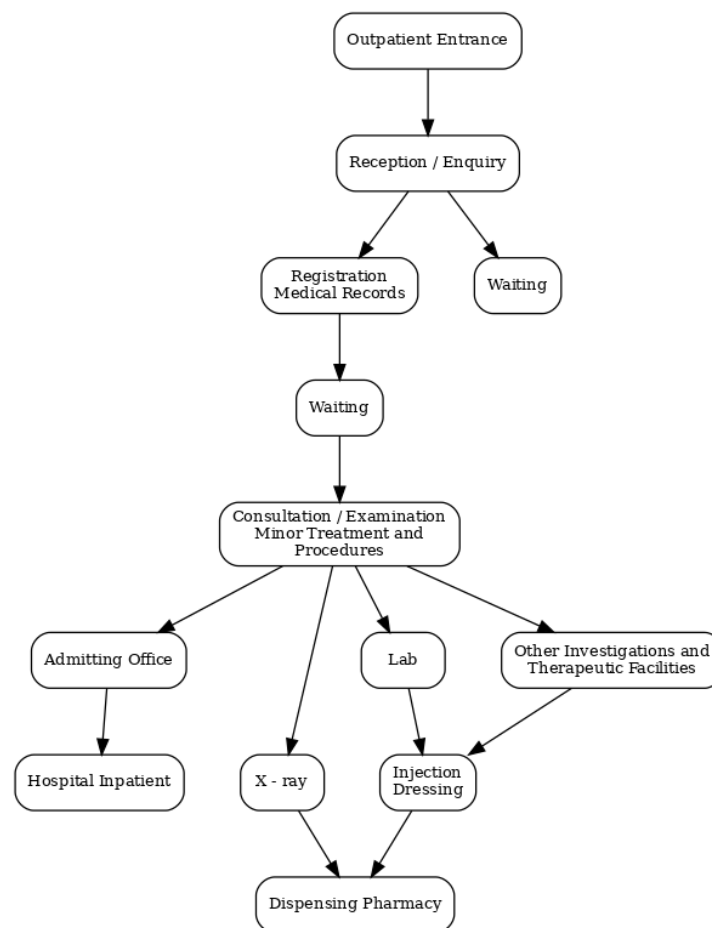 Outpatient Entrance
Reception / Enquiry
Registration
Medical Records
Waiting
Waiting
Consultation / Examination
Minor Treatment and
Procedures
Admitting Office
Lab
Other Investigations and
Therapeutic Facilities
Hospital Inpatient
X - ray
Injection
Dressing
Dispensing Pharmacy